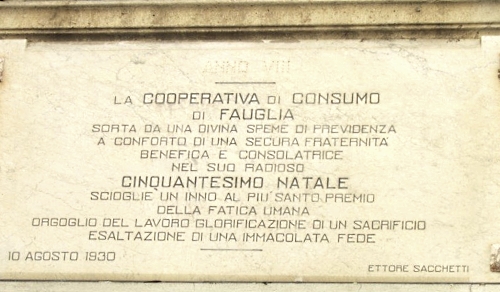 ANNO VIII
LA COOPERATIVA DI CONSUMO
DI FAUGLIA
SORTA DA UNA DIVINA SPEME DI PREVIDENZA
A CONFORTO DI UNA SECURA FRATERNITA'
BENEFICA E CONSOLATRICE
NEL SUO RADIOSO
CINQUANTESIMO NATALE
SCIOGLIE UN INNO AL PIU' SANTO PREMIO
DELLA FATICA UMANA
ORGOGLIO DEL LAVORO GLORIFICAZIONE DI UN SACRIFICIO
ESALTAZIONE DI UNA IMMACOLATA FEDE
10 AGOSTO 1930
ETTORE SACCHETTI